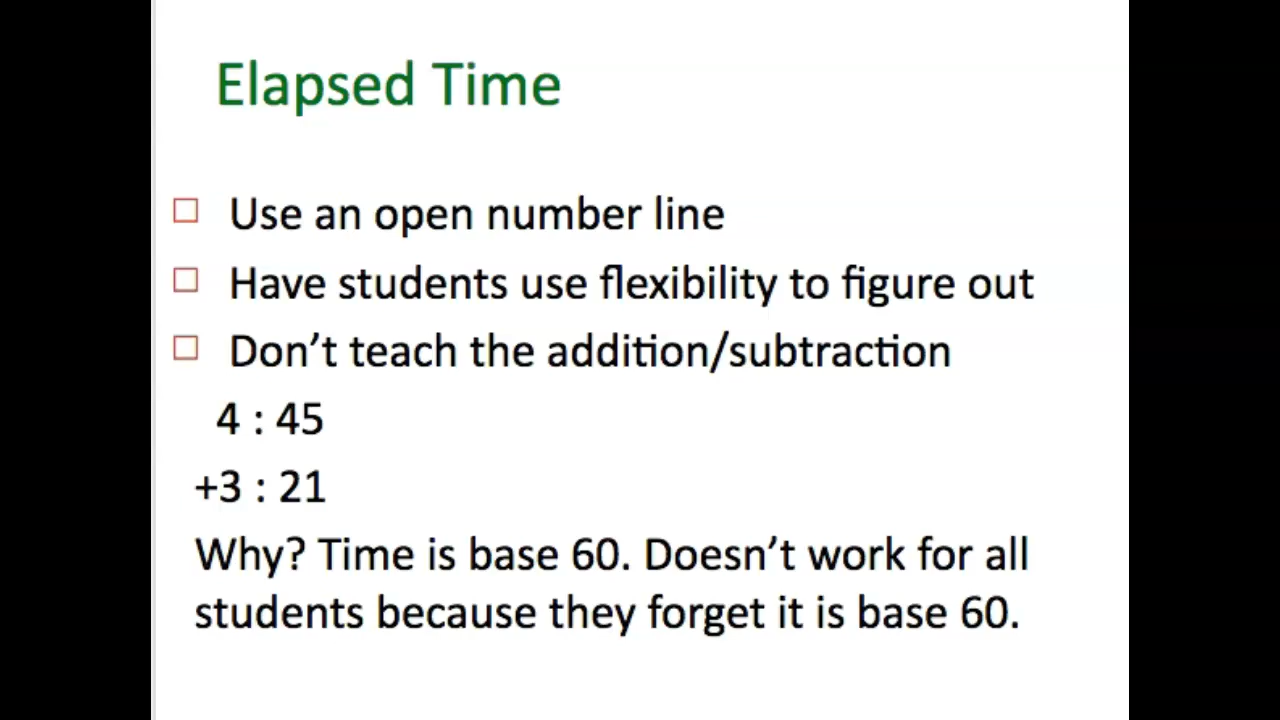 Elapsed Time
Use an open number line
Have students use flexibility to figure out
Don’t teach the addition/subtraction
4 : 45
+3 : 21
Why? Time is base 60. Doesn’t work for all
students because they forget it is base 60.